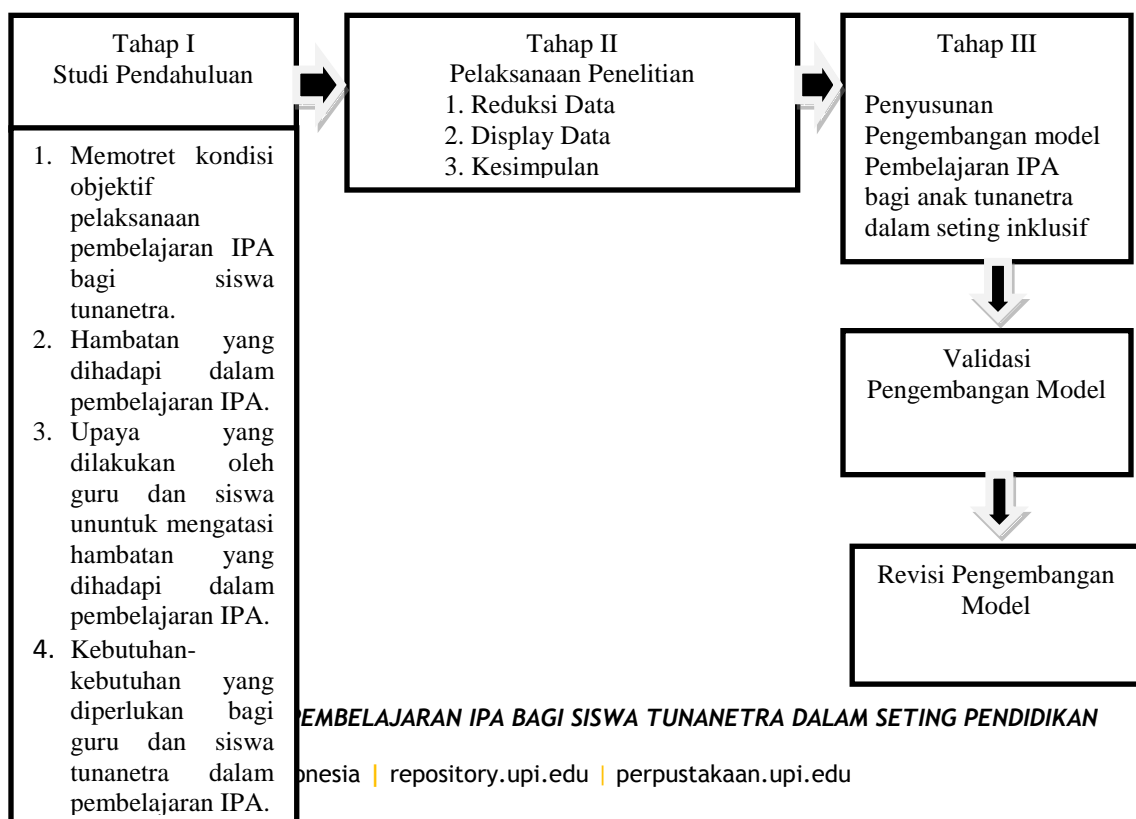 Tahap I
Studi Pendahuluan
1. Memotret kondisi
objektif
pelaksanaan
pembelajaran IPA
bagi siswa
tunanetra.
2. Hambatan yang
dihadapi dalam
pembelajaran IPA.
3. Upaya yang
dilakukan oleh
guru dan siswa
ununtuk mengatasi
hambatan yang
dihadapi dalam
pembelajaran IPA.
4. Kebutuhan-
kebutuhan yang
diperlukan bagi
guru dan siswa
tunanetra dalam
pembelajaran IPA.
Tahap II
Pelaksanaan Penelitian
1. Reduksi Data
2. Display Data
3. Kesimpulan
Tahap III
Penyusunan
Pengembangan model
Pembelajaran IPA
bagi anak tunanetra
dalam seting inklusif
Validasi
Pengembangan Model
Revisi Pengembangan
Model
EMBELAJARAN IPA BAGI SISWA TUNANETRA DALAM SETING PENDIDIKAN
onesia | repository.upi.edu | perpustakaan.upi.edu